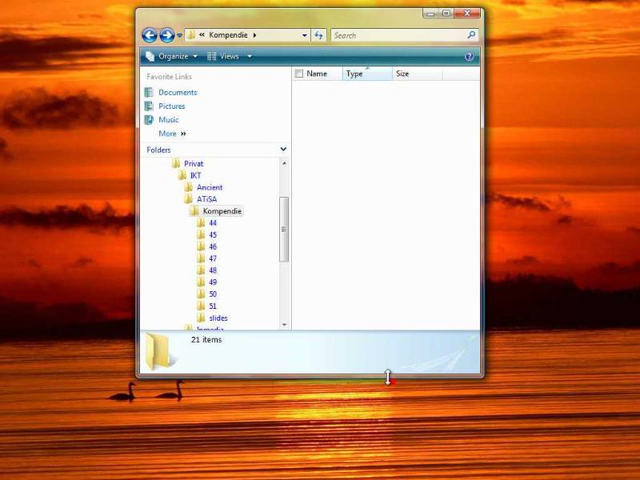 « Kompendie
Search
Organize Views
Favorite Links
Name Type Size
Documents
Pictures
Music
More »
Folders
Privat
IKT
Ancient
ATiSA
Kompendie
44
45
46
47
48
49
50
51
slides
21 items